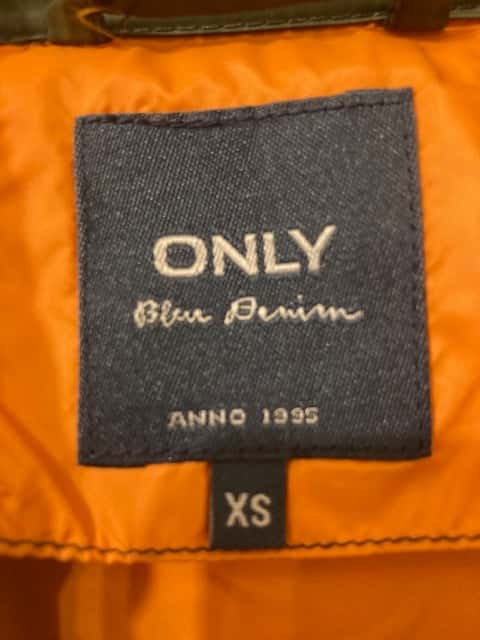 ONLY
Blue Denim
ANNO 1995
XS